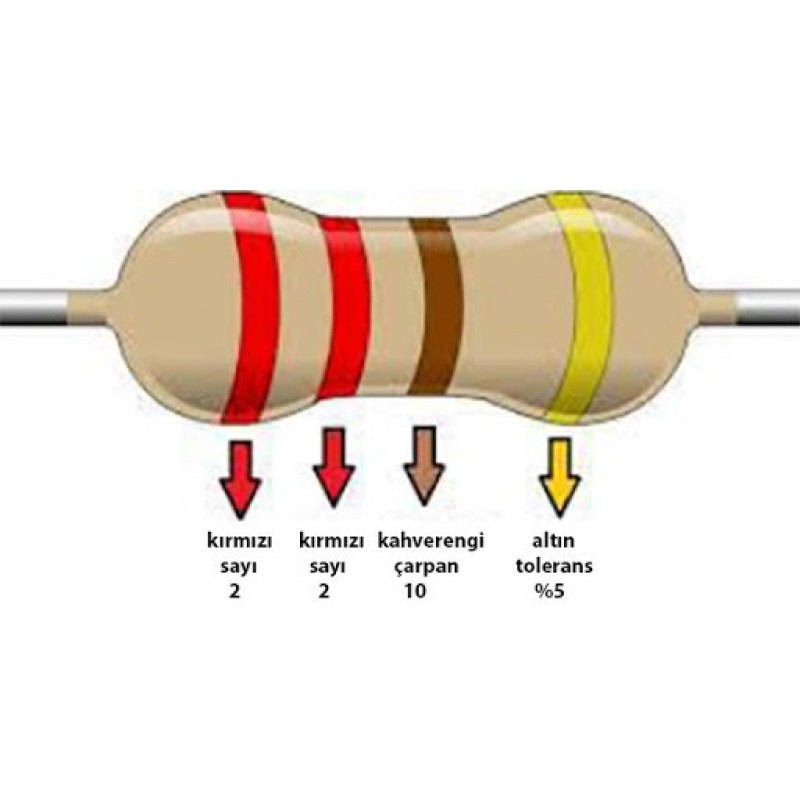 kırmızı kırmızı kahverengi altın
sayı sayı çarpan tolerans
2 2 10 %5